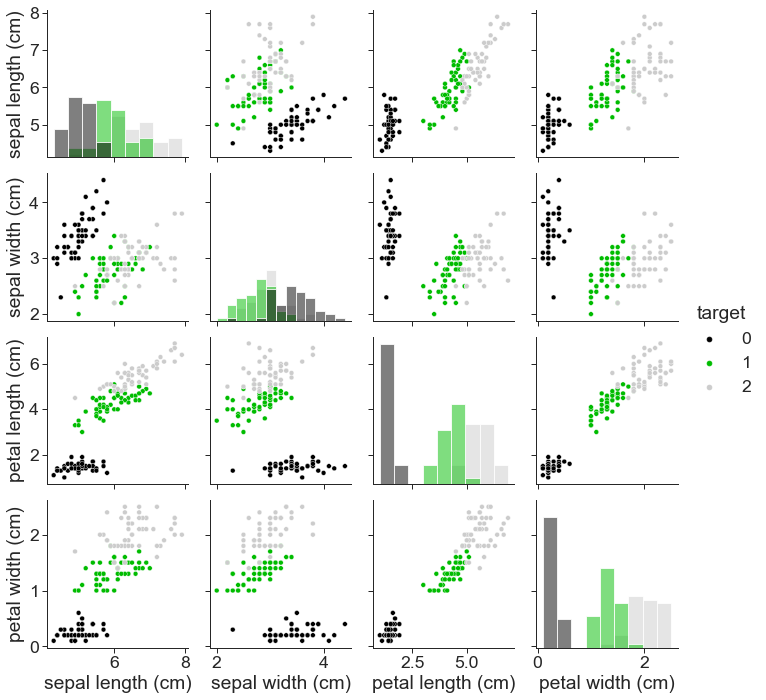 sepal length (cm)
8
7
6
5
sepal width (cm)
4
3
2
target
0
1
2
petal length (cm)
6
4
2
petal width (cm)
2
1
0
6
8
2
4
2.5
5.0
0
2
sepal length (cm)
sepal width (cm)
petal length (cm)
petal width (cm)